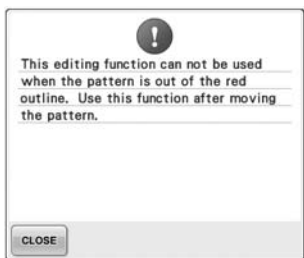 This editing function can not be used
when the pattern is out of the red
outline. Use this function after moving
the pattern.
CLOSE